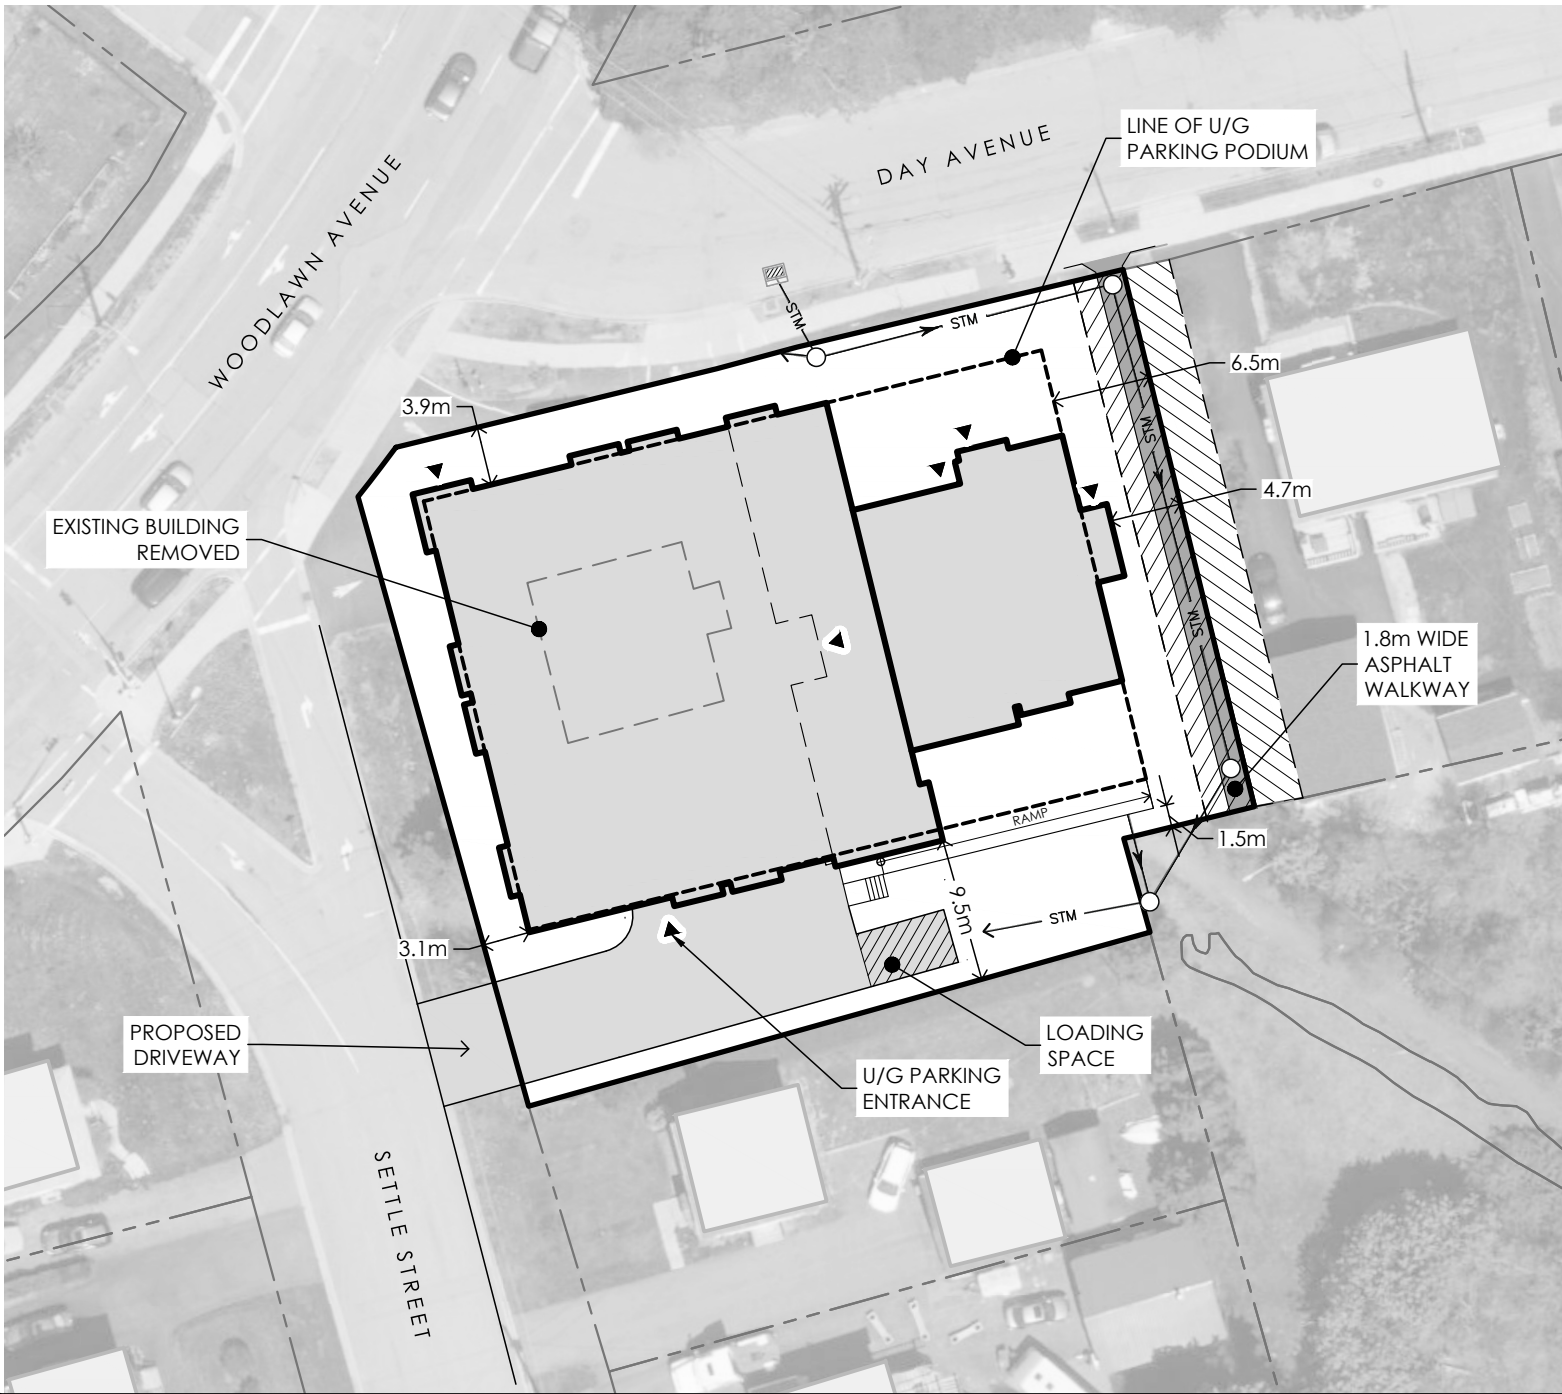 LINE OF U/G
PARKING PODIUM
DAY AVENUE
WOODLAWN AVENUE
STM
STM
6.5m
3.9m
STM
4.7m
EXISTING BUILDING
REMOVED
STM
1.8m WIDE
ASPHALT
WALKWAY
RAMP
1.5m
9.5m
STM
3.1m
PROPOSED
DRIVEWAY
LOADING
SPACE
U/G PARKING
ENTRANCE
SETTLE STREET